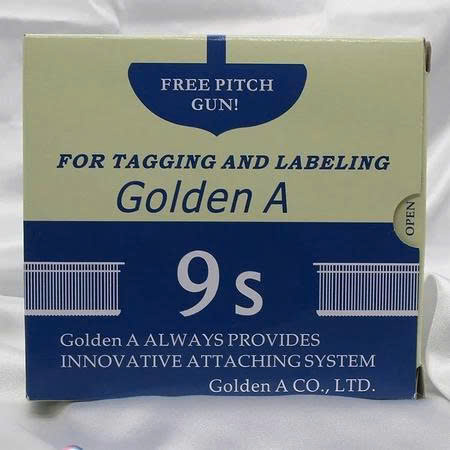 FREE PITCH
GUN!
FOR TAGGING AND LABELING
Golden A
OPEN
9s
Golden A ALWAYS PROVIDES
INNOVATIVE ATTACHING SYSTEM
Golden A CO., LTD.